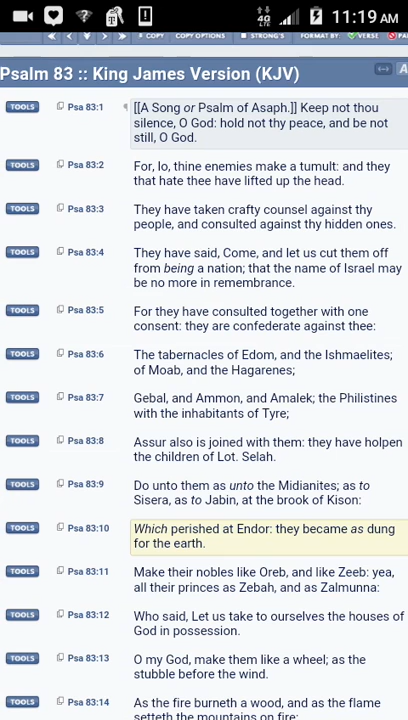 4G
11:19 AM
COPY
COPY OPTIONS
STRONG'S
FORMAT BY:
VERSE
Psalm 83 :: King James Version (KJV)
TOOLS Psa 83:1 ¶ [[A Song or Psalm of Asaph.]] Keep not thou
silence, O God: hold not thy peace, and be not
still, O God.
TOOLS Psa 83:2 For, lo, thine enemies make a tumult: and they
that hate thee have lifted up the head.
TOOLS Psa 83:3 They have taken crafty counsel against thy
people, and consulted against thy hidden ones.
TOOLS Psa 83:4 They have said, Come, and let us cut them off
from being a nation; that the name of Israel may
be no more in remembrance.
TOOLS Psa 83:5 For they have consulted together with one
consent: they are confederate against thee:
TOOLS Psa 83:6 The tabernacles of Edom, and the Ishmaelites;
of Moab, and the Hagarenes;
TOOLS Psa 83:7 Gebal, and Ammon, and Amalek; the Philistines
with the inhabitants of Tyre;
TOOLS Psa 83:8 Assur also is joined with them: they have holpen
the children of Lot. Selah.
TOOLS Psa 83:9 Do unto them as unto the Midianites; as to
Sisera, as to Jabin, at the brook of Kison:
TOOLS Psa 83:10 Which perished at Endor: they became as dung
for the earth.
TOOLS Psa 83:11 Make their nobles like Oreb, and like Zeeb: yea,
all their princes as Zebah, and as Zalmunna:
TOOLS Psa 83:12 Who said, Let us take to ourselves the houses of
God in possession.
TOOLS Psa 83:13 O my God, make them like a wheel; as the
stubble before the wind.
TOOLS Psa 83:14 As the fire burneth a wood, and as the flame
setteth the mountains on fire;